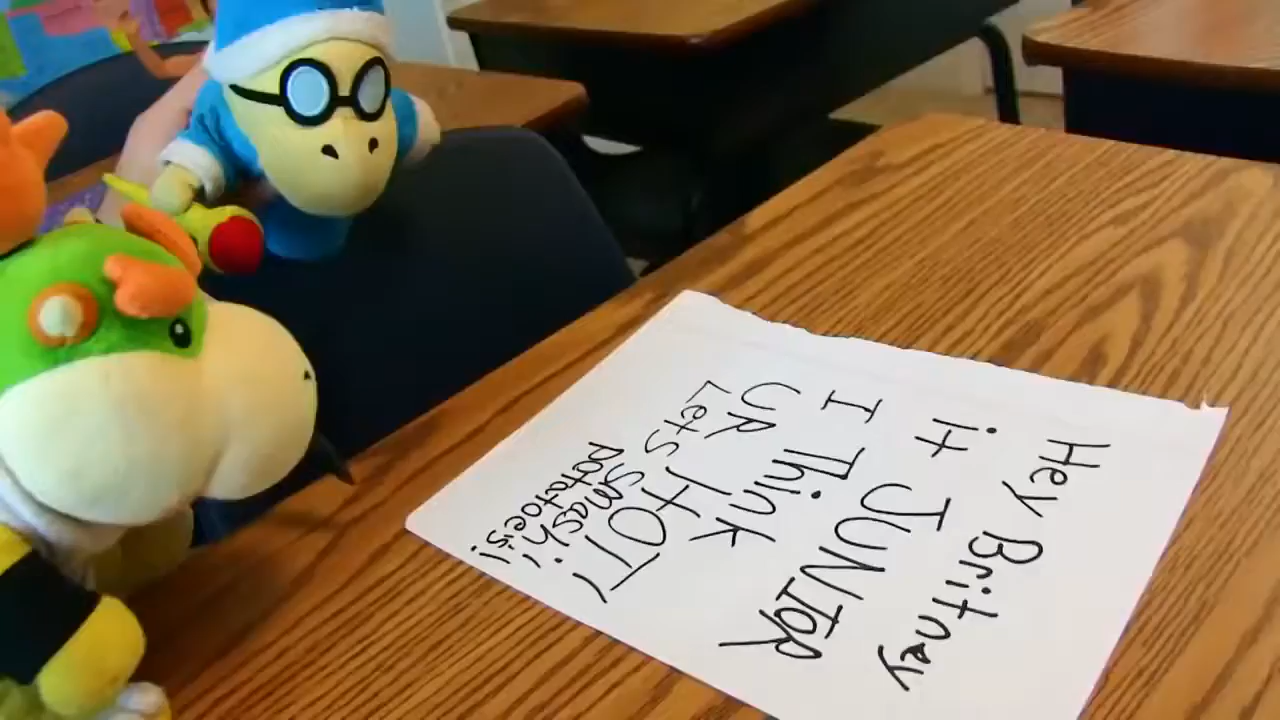 Hey Britney
it JUNIOR
I Think
UR HOT!
Lets smash!
potatoes!!